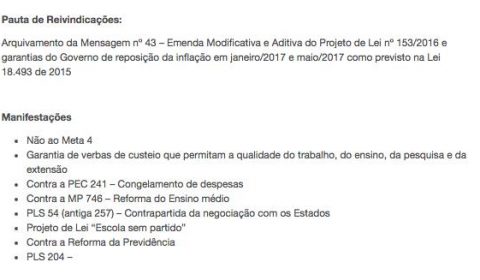 Pauta de Reivindicações:
Arquivamento da Mensagem nº 43 – Emenda Modificativa e Aditiva do Projeto de Lei nº 153/2016 e
garantias do Governo de reposição da inflação em janeiro/2017 e maio/2017 como previsto na Lei
18.493 de 2015
Manifestações
• Não ao Meta 4
• Garantia de verbas de custeio que permitam a qualidade do trabalho, do ensino, da pesquisa e da
extensão
• Contra a PEC 241 – Congelamento de despesas
• Contra a MP 746 – Reforma do Ensino médio
• PLS 54 (antiga 257) – Contrapartida da negociação com os Estados
• Projeto de Lei “Escola sem partido”
• Contra a Reforma da Previdência
• PLS 204 –